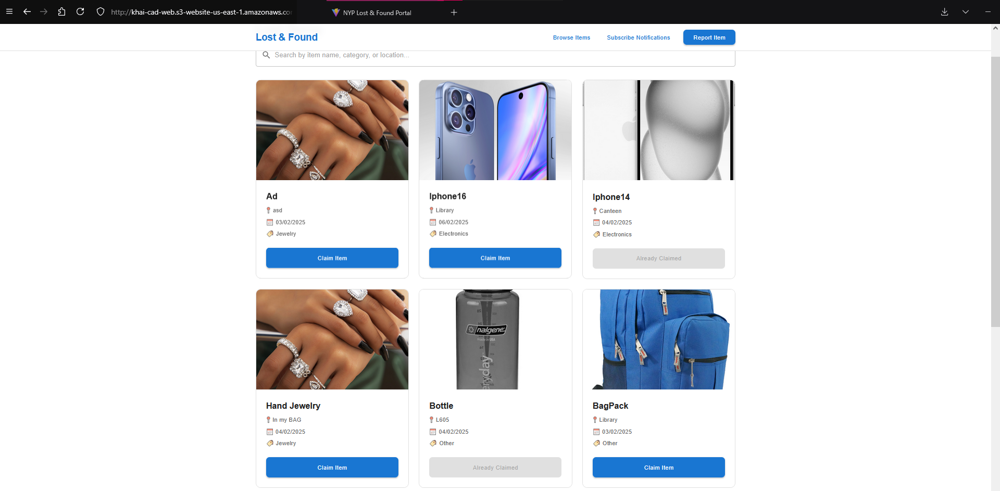 http://khai-cad-web.s3-website-us-east-1.amazonaws.co
NYP Lost & Found Portal
Lost & Found
Browse Items
Subscribe Notifications
Report Item
Search by item name, category, or location...
Ad
asd
03/02/2025
Jewelry
Claim Item
Iphone16
Library
06/02/2025
Electronics
Claim Item
Iphone14
Canteen
04/02/2025
Electronics
Already Claimed
Hand Jewelry
In my BAG
04/02/2025
Jewelry
Claim Item
nalgene
made in USA
eryday
Bottle
L605
04/02/2025
Other
Already Claimed
BagPack
Library
03/02/2025
Other
Claim Item